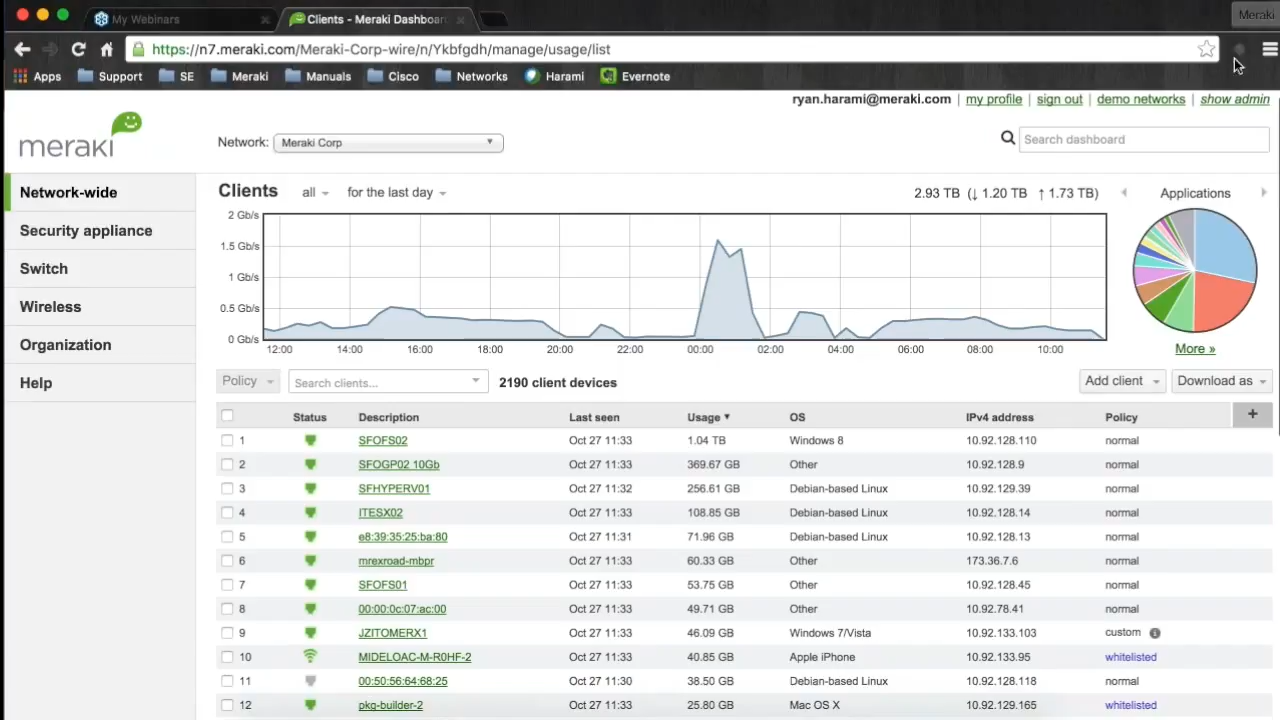 My Webinars
Clients - Meraki Dashboar
Meraki
https://n7.meraki.com/Meraki-Corp-wire/n/Ykbfgdh/manage/usage/list
Apps Support SE Meraki Manuals Cisco Networks Harami Evernote
ryan.harami@meraki.com | my profile | sign out | demo networks | show admin
meraki
Network: Meraki Corp
Search dashboard
Network-wide
Security appliance
Switch
Wireless
Organization
Help
Clients all for the last day
2.93 TB (↓ 1.20 TB ↑ 1.73 TB)
Applications
2 Gb/s
1.5 Gb/s
1 Gb/s
0.5 Gb/s
0 Gb/s
12:00 14:00 16:00 18:00 20:00 22:00 00:00 02:00 04:00 06:00 08:00 10:00
More »
Policy Search clients... 2190 client devices Add client Download as
Status Description Last seen Usage ▼ OS IPv4 address Policy +
1 SFOFS02 Oct 27 11:33 1.04 TB Windows 8 10.92.128.110 normal
2 SFOGP02 10Gb Oct 27 11:33 369.67 GB Other 10.92.128.9 normal
3 SFHYPERV01 Oct 27 11:32 256.61 GB Debian-based Linux 10.92.129.39 normal
4 ITESX02 Oct 27 11:33 108.85 GB Debian-based Linux 10.92.128.14 normal
5 e8:39:35:25:ba:80 Oct 27 11:31 71.96 GB Debian-based Linux 10.92.128.13 normal
6 mrexroad-mbpr Oct 27 11:33 60.33 GB Other 173.36.7.6 normal
7 SFOFS01 Oct 27 11:33 53.75 GB Other 10.92.128.45 normal
8 00:00:0c:07:ac:00 Oct 27 11:33 49.71 GB Other 10.92.78.41 normal
9 JZITOMERX1 Oct 27 11:33 46.09 GB Windows 7/Vista 10.92.133.103 custom
10 MIDELOAC-M-R0HF-2 Oct 27 11:33 40.85 GB Apple iPhone 10.92.133.95 whitelisted
11 00:50:56:64:68:25 Oct 27 11:30 38.50 GB Debian-based Linux 10.92.128.118 normal
12 pkg-builder-2 Oct 27 11:33 25.80 GB Mac OS X 10.92.129.165 whitelisted